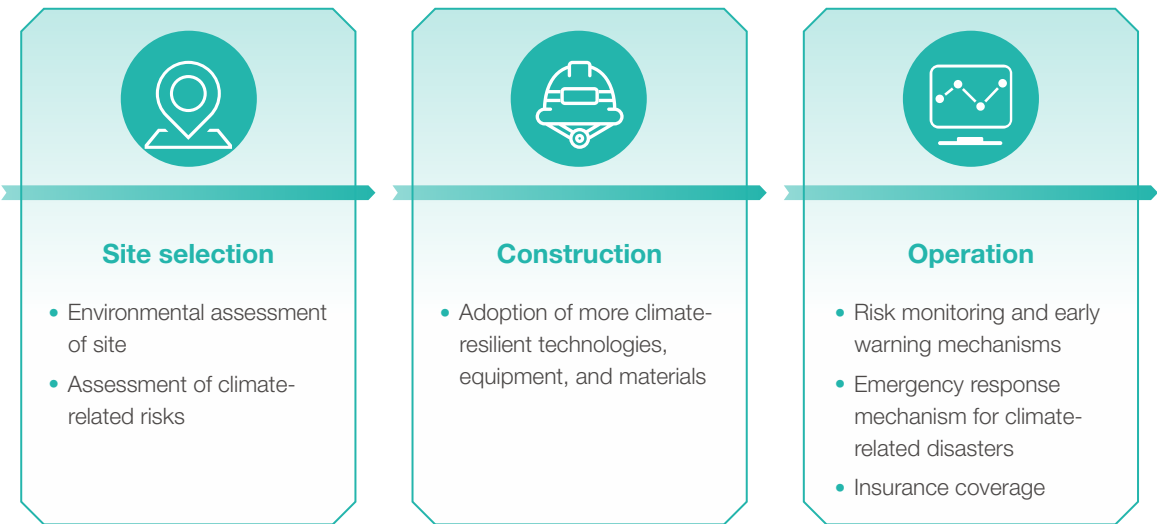 Site selection
• Environmental assessment
of site
• Assessment of climate-
related risks
Construction
• Adoption of more climate-
resilient technologies,
equipment, and materials
Operation
• Risk monitoring and early
warning mechanisms
• Emergency response
mechanism for climate-
related disasters
• Insurance coverage